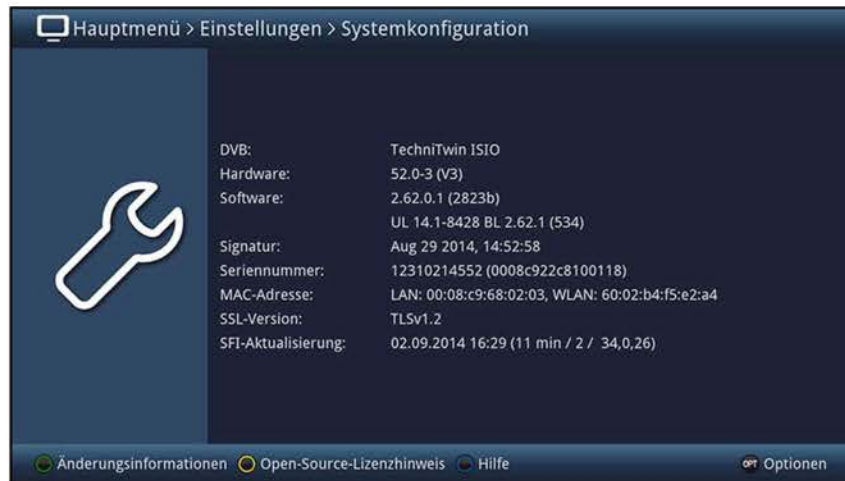 Hauptmenü > Einstellungen > Systemkonfiguration
DVB: TechniTwin ISIO
Hardware: 52.0-3 (V3)
Software: 2.62.0.1 (2823b)
UL 14.1-8428 BL 2.62.1 (534)
Signatur: Aug 29 2014, 14:52:58
Seriennummer: 12310214552 (0008c922c8100118)
MAC-Adresse: LAN: 00:08:c9:68:02:03, WLAN: 60:02:b4:f5:e2:a4
SSL-Version: TLSv1.2
SFI-Aktualisierung: 02.09.2014 16:29 (11 min / 2 / 34,0,26)
Änderungsinformationen Open-Source-Lizenzhinweis Hilfe OPT Optionen